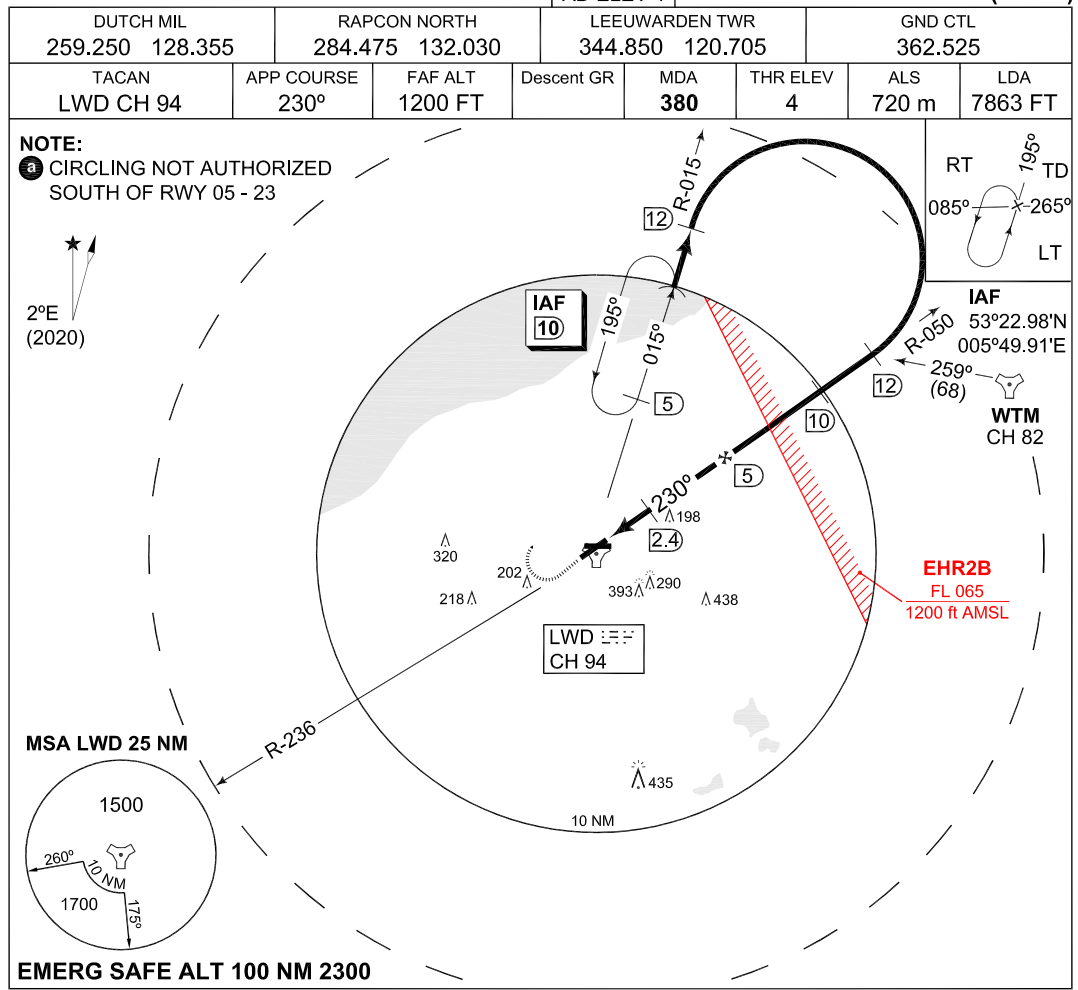 DUTCH MIL
259.250 128.355
RAPCON NORTH
284.475 132.030
LEEUWARDEN TWR
344.850 120.705
GND CTL
362.525
TACAN
LWD CH 94
APP COURSE
230º
FAF ALT
1200 FT
Descent GR
MDA
380
THR ELEV
4
ALS
720 m
LDA
7863 FT
NOTE:
a CIRCLING NOT AUTHORIZED
SOUTH OF RWY 05 - 23
2ºE
(2020)
IAF
10
195º
015º
5
12
R-015
RT
195º
TD
085º
265º
LT
IAF
53º22.98'N
005º49.91'E
R-050
259º
(68)
WTM
CH 82
12
10
5
230º
2.4
198
320
202
218
393
290
438
EHR2B
FL 065
1200 ft AMSL
LWD
CH 94
R-236
435
10 NM
MSA LWD 25 NM
1500
260º
10 NM
1700
175º
EMERG SAFE ALT 100 NM 2300